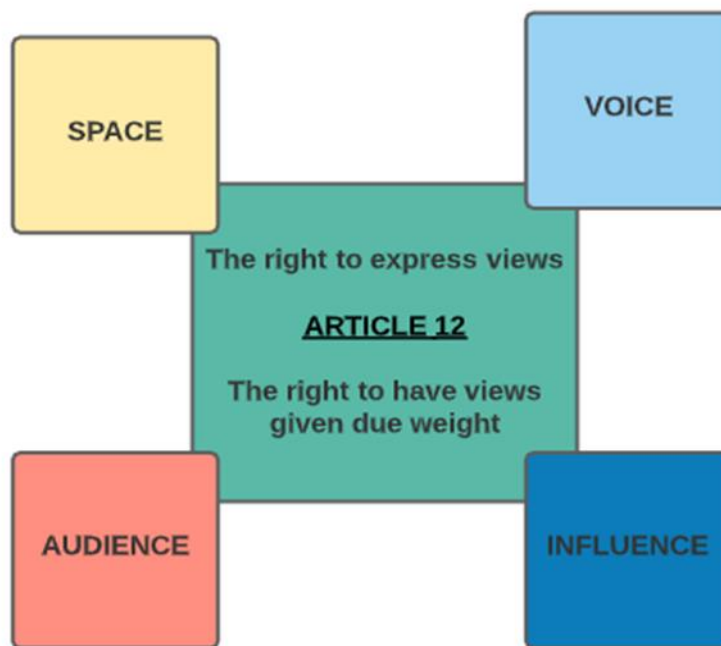 SPACE
VOICE
The right to express views
ARTICLE 12
The right to have views
given due weight
AUDIENCE
INFLUENCE